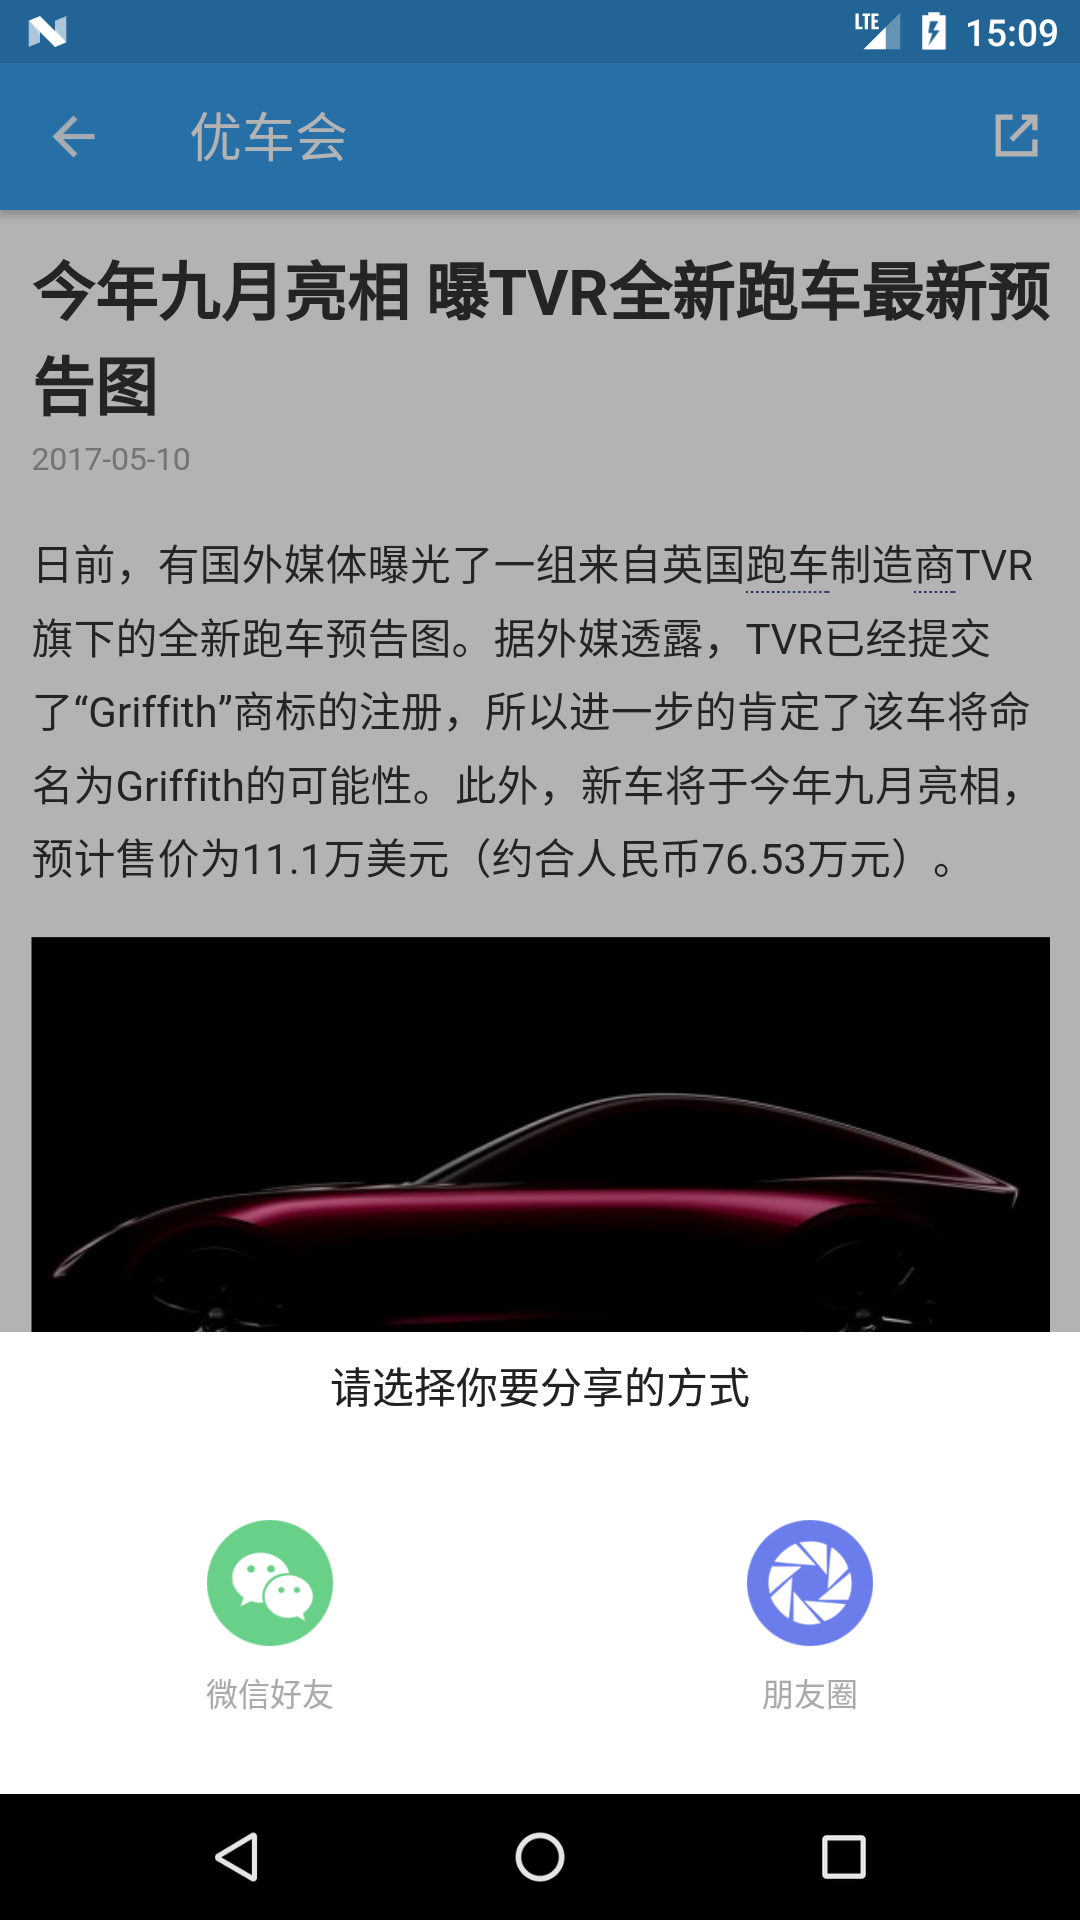 LTE 15:09
优车会
今年九月亮相 曝TVR全新跑车最新预
告图
2017-05-10
日前，有国外媒体曝光了一组来自英国跑车制造商TVR
旗下的全新跑车预告图。据外媒透露，TVR已经提交
了“Griffith”商标的注册，所以进一步的肯定了该车将命
名为Griffith的可能性。此外，新车将于今年九月亮相，
预计售价为11.1万美元（约合人民币76.53万元）。
请选择你要分享的方式
微信好友
朋友圈